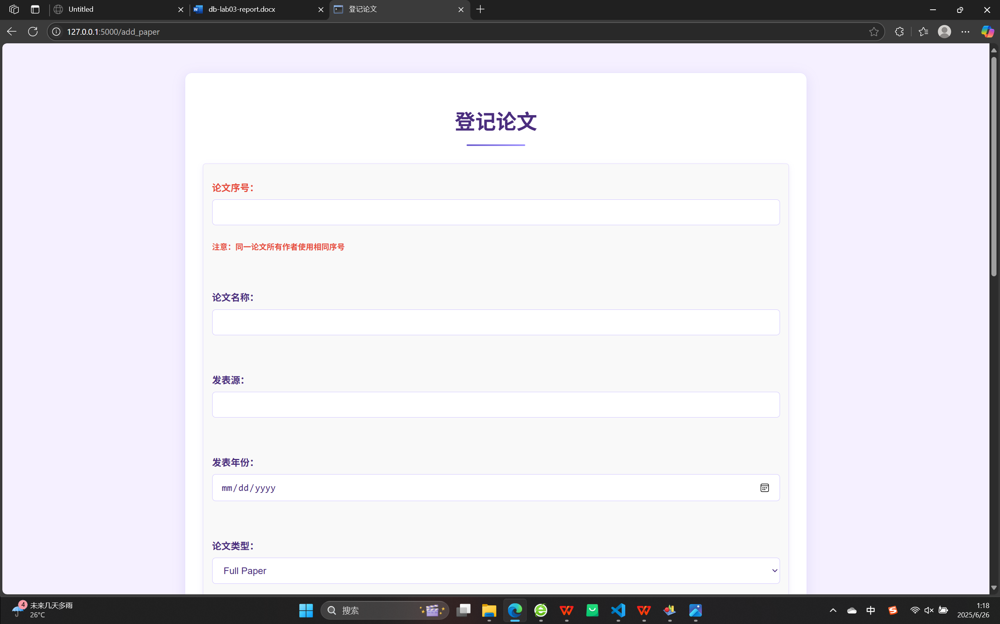 Untitled
db-lab03-report.docx
登记论文
127.0.0.1:5000/add_paper
登记论文
论文序号：
注意：同一论文所有作者使用相同序号
论文名称：
发表源：
发表年份：
mm/dd/yyyy
论文类型：
Full Paper
4
未来几天多雨
26°C
搜索
中
1:18
2025/6/26